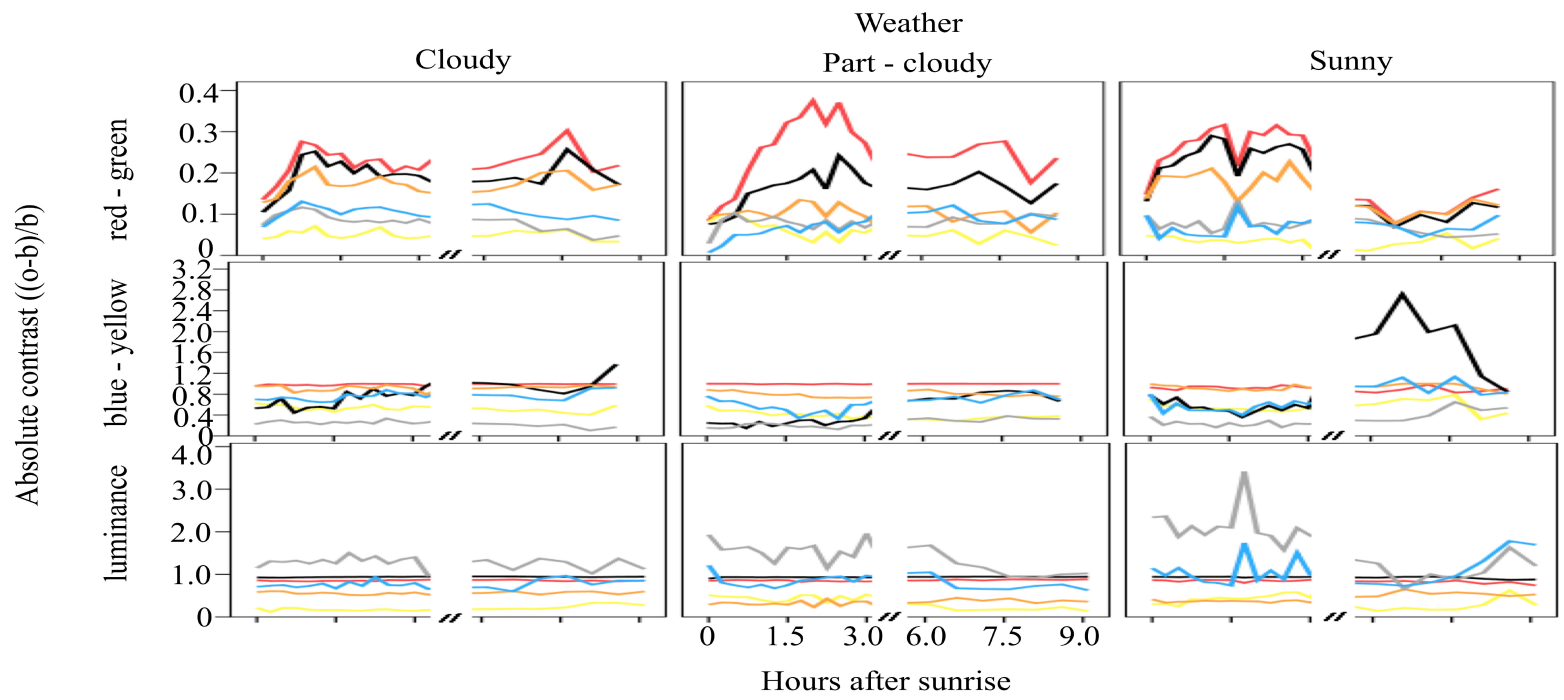 Weather
Cloudy
Part - cloudy
Sunny
Absolute contrast ((o-b)/b)
red - green
0.4
0.3
0.2
0.1
0
blue - yellow
3.2
2.8
2.4
2.0
1.6
1.2
0.8
0.4
0
luminance
4.0
3.0
2.0
1.0
0
0 1.5 3.0 6.0 7.5 9.0
Hours after sunrise